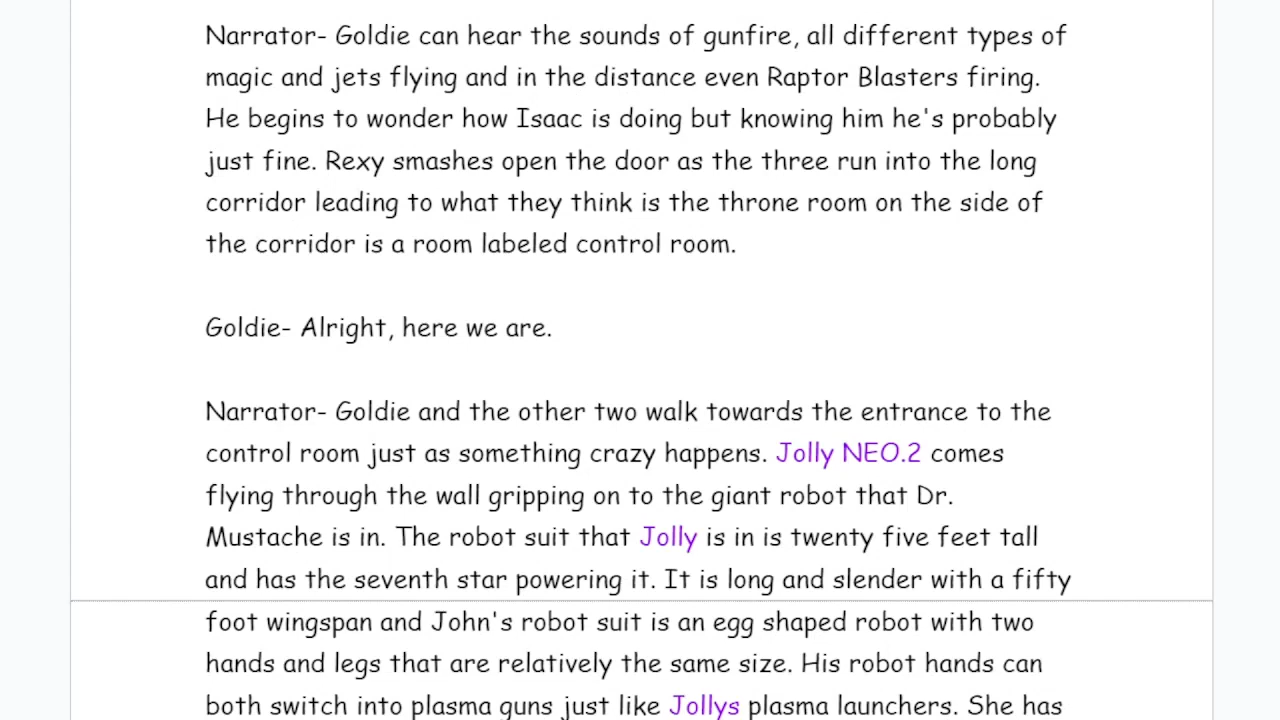 Narrator- Goldie can hear the sounds of gunfire, all different types of
magic and jets flying and in the distance even Raptor Blasters firing.
He begins to wonder how Isaac is doing but knowing him he's probably
just fine. Rexy smashes open the door as the three run into the long
corridor leading to what they think is the throne room on the side of
the corridor is a room labeled control room.
Goldie- Alright, here we are.
Narrator- Goldie and the other two walk towards the entrance to the
control room just as something crazy happens. Jolly NEO.2 comes
flying through the wall gripping on to the giant robot that Dr.
Mustache is in. The robot suit that Jolly is in is twenty five feet tall
and has the seventh star powering it. It is long and slender with a fifty
foot wingspan and John's robot suit is an egg shaped robot with two
hands and legs that are relatively the same size. His robot hands can
both switch into plasma guns just like Jollys plasma launchers. She has